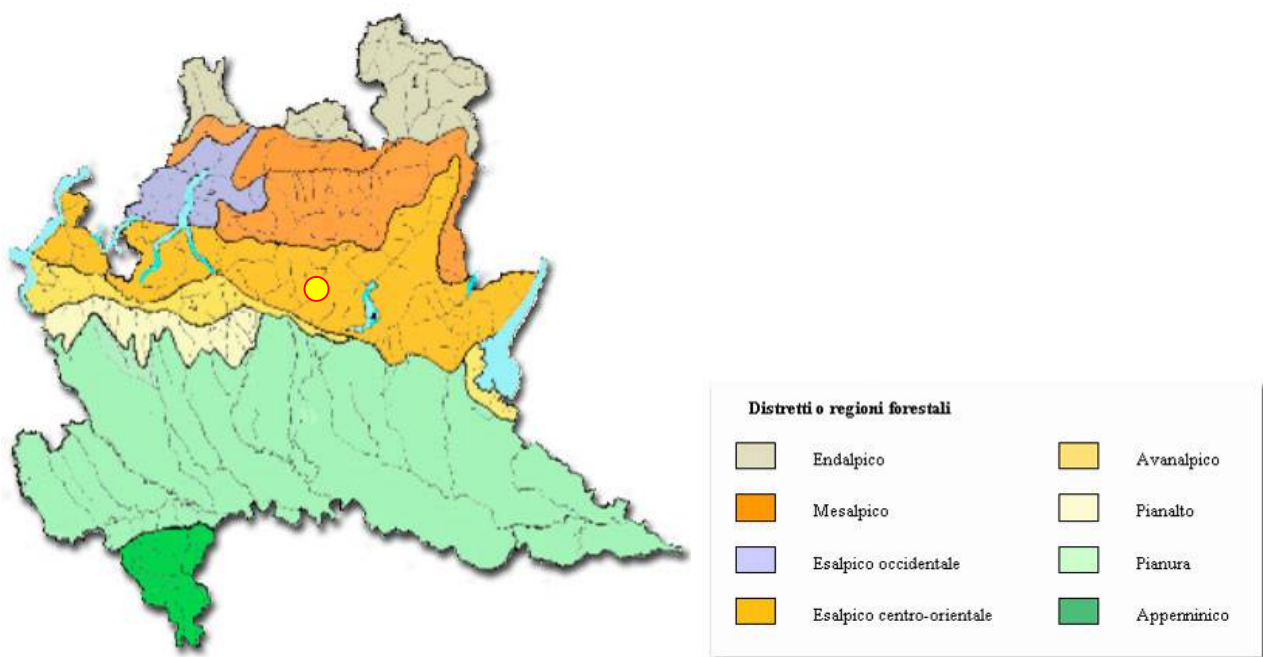 Distretti o regioni forestali
Endalpico
Avanalpico
Mesalpico
Pianalto
Esalpico occidentale
Pianura
Esalpico centro-orientale
Appenninico